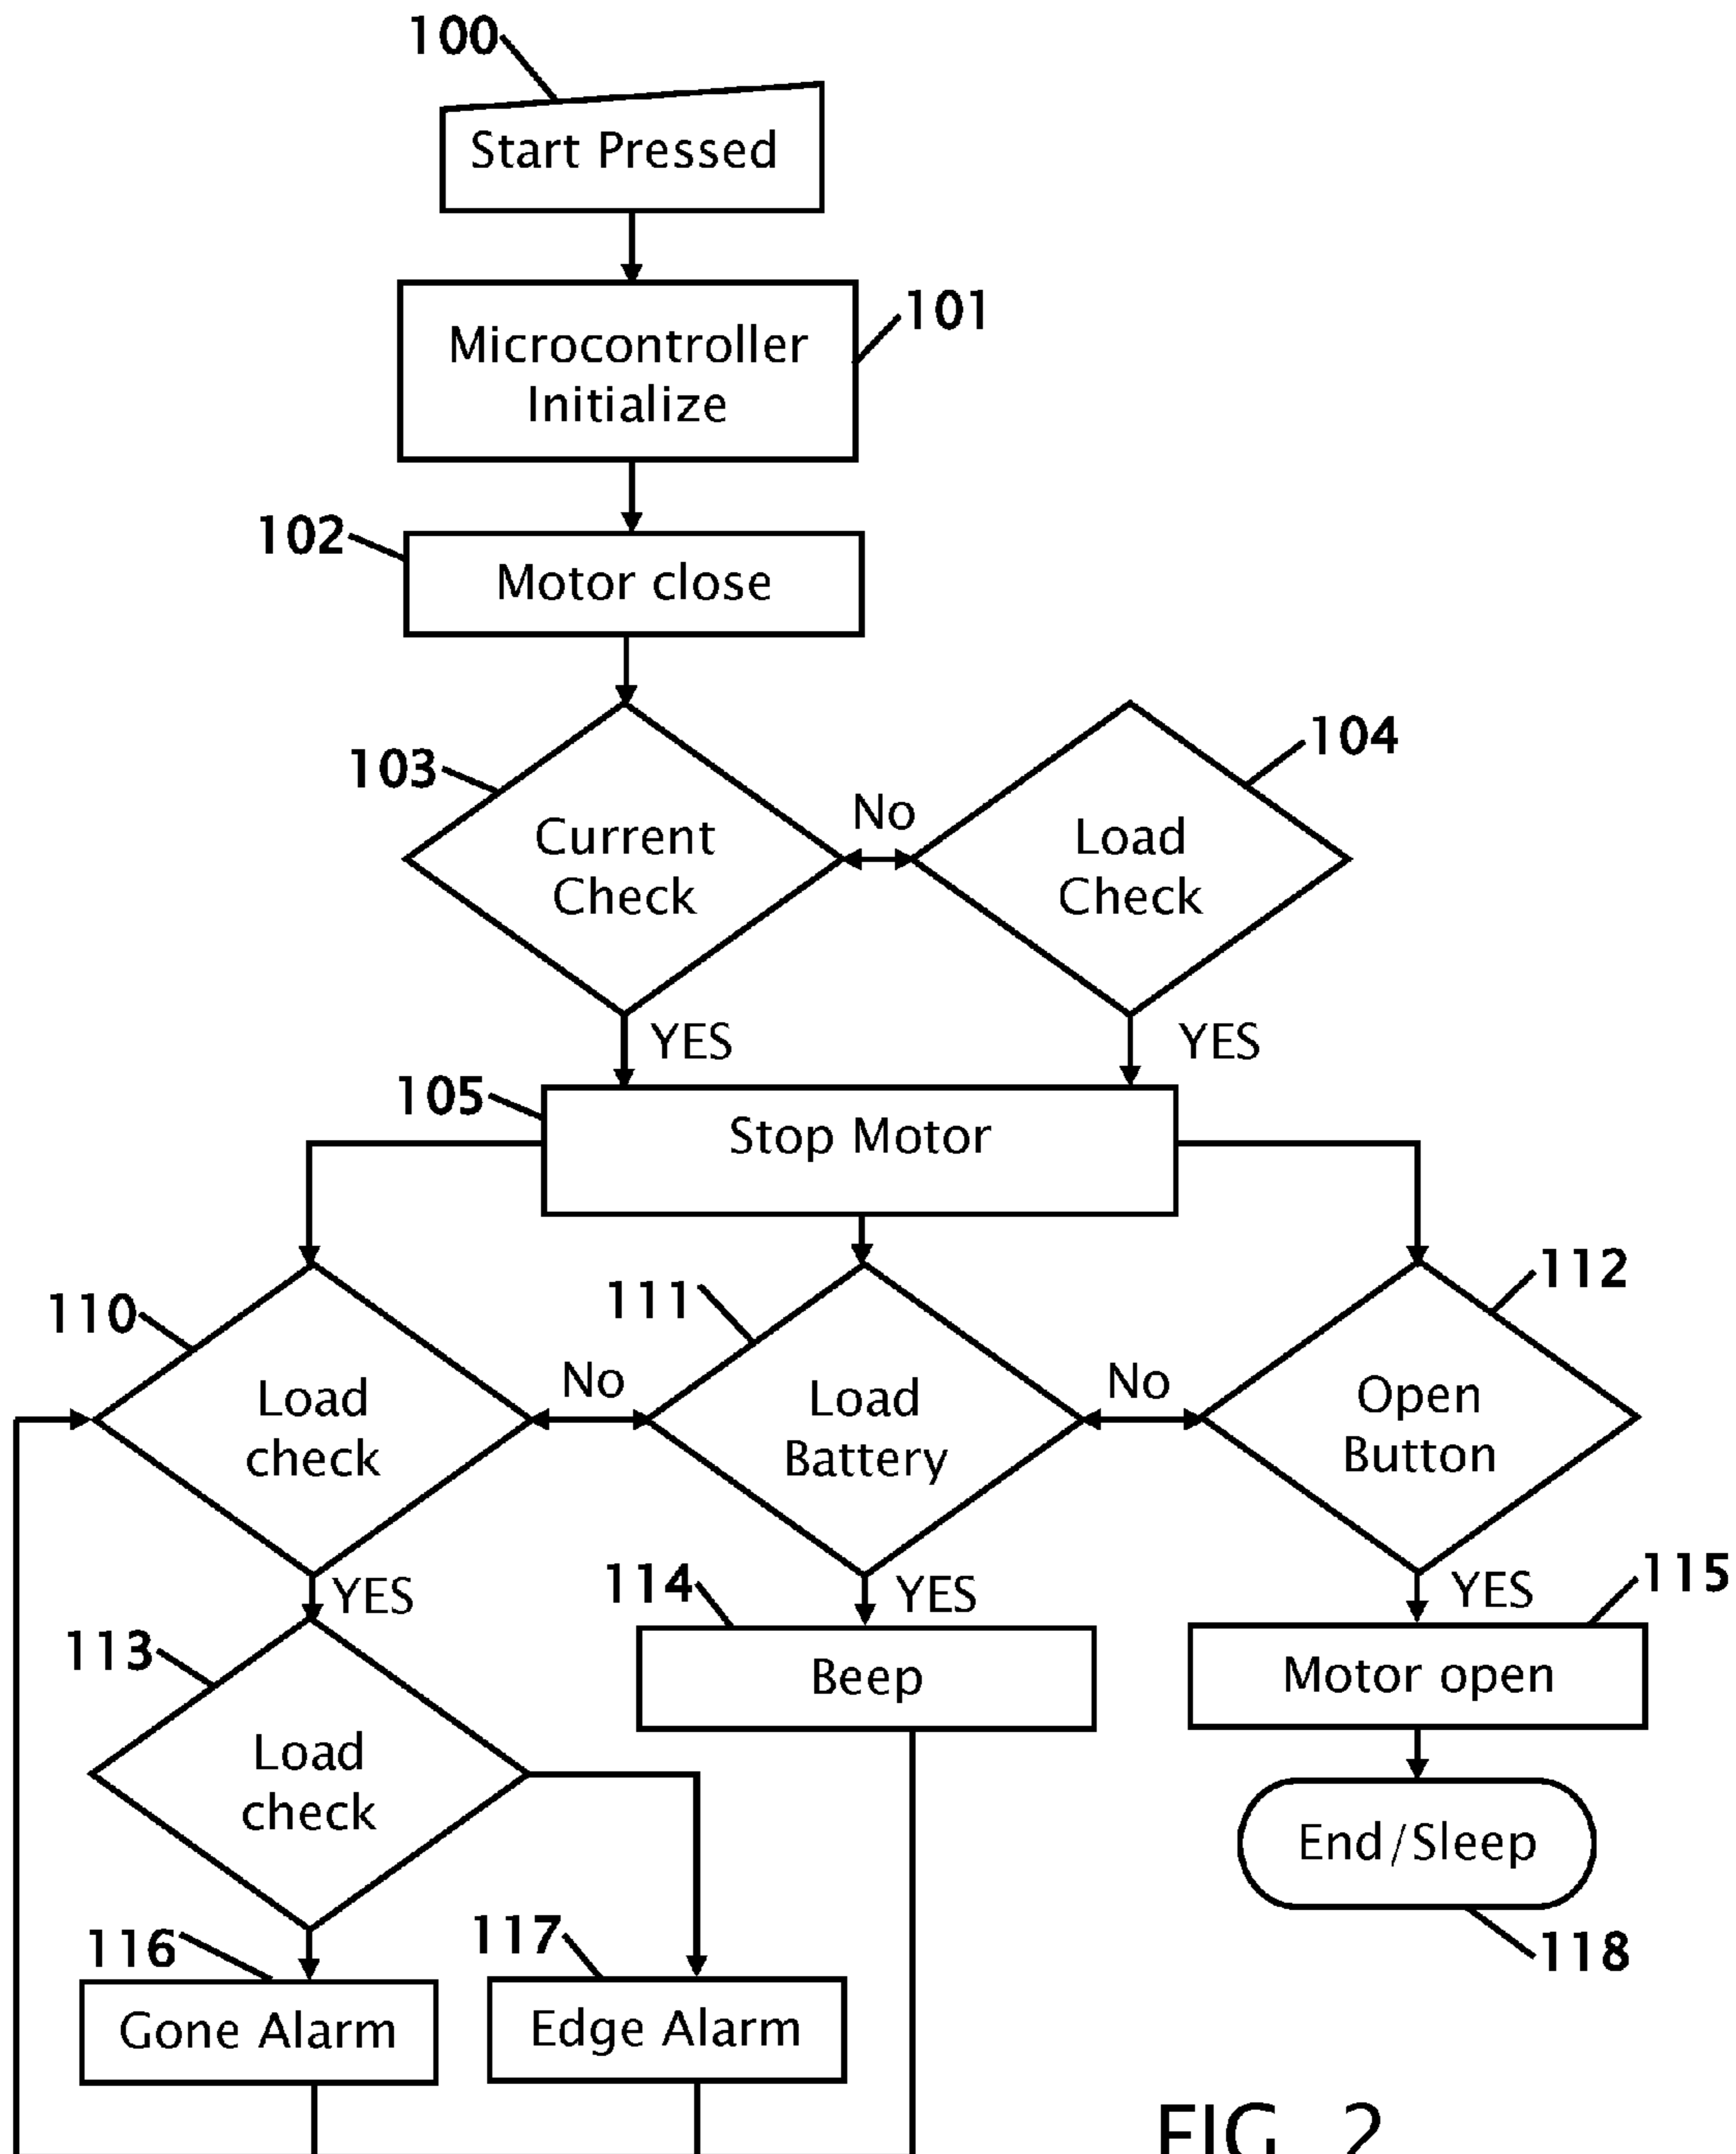 100
Start Pressed
101
Microcontroller
Initialize
102
Motor close
103
104
Current
Check
No
Load
Check
YES
YES
105
Stop Motor
110
111
112
Load
check
No
Load
Battery
No
Open
Button
YES
YES
YES
113
114
115
Load
check
Beep
Motor open
End/Sleep
116
117
118
Gone Alarm
Edge Alarm
FIG. 2